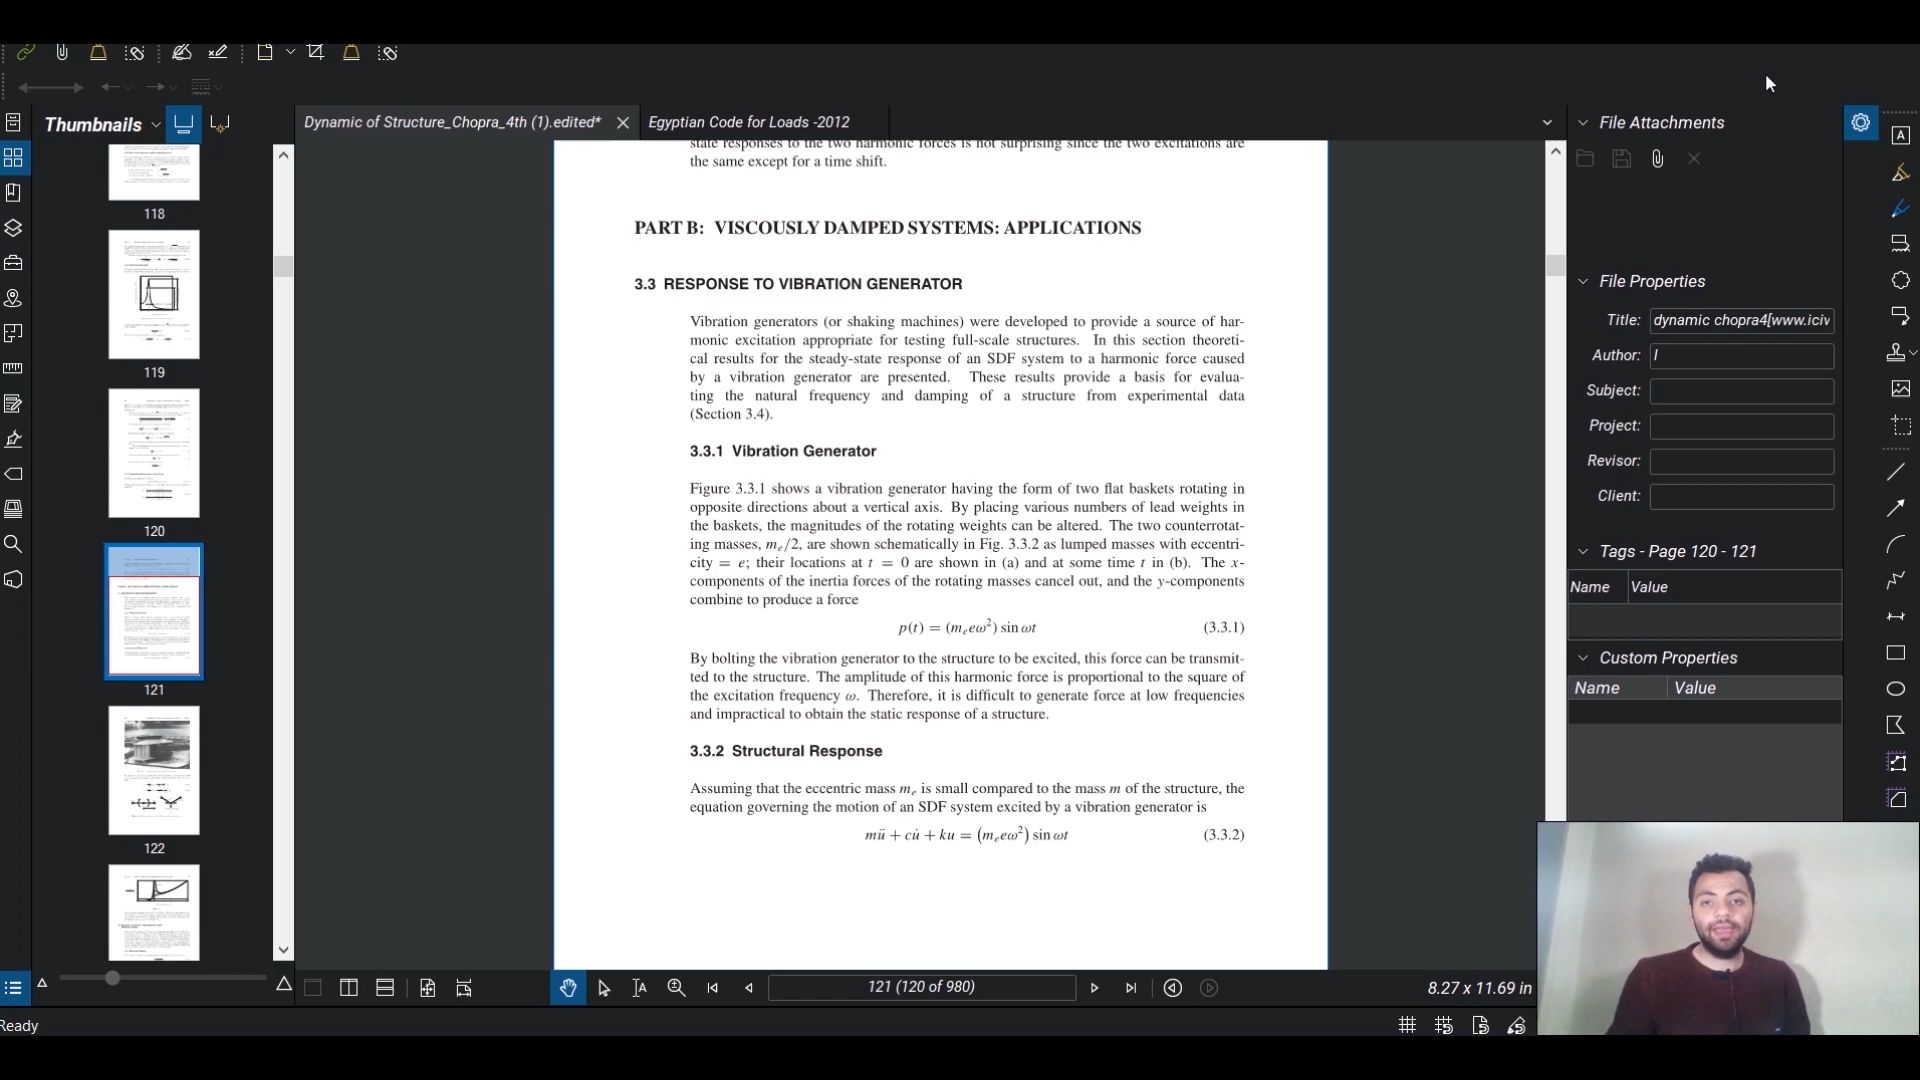 Thumbnails
118
119
120
121
122
Dynamic of Structure_Chopra_4th (1).edited*
Egyptian Code for Loads -2012
state responses to the two harmonic forces is not surprising since the two excitations are
the same except for a time shift.
PART B: VISCOUSLY DAMPED SYSTEMS: APPLICATIONS
3.3 RESPONSE TO VIBRATION GENERATOR
Vibration generators (or shaking machines) were developed to provide a source of har-
monic excitation appropriate for testing full-scale structures. In this section theoreti-
cal results for the steady-state response of an SDF system to a harmonic force caused
by a vibration generator are presented. These results provide a basis for evalua-
ting the natural frequency and damping of a structure from experimental data
(Section 3.4).
3.3.1 Vibration Generator
Figure 3.3.1 shows a vibration generator having the form of two flat baskets rotating in
opposite directions about a vertical axis. By placing various numbers of lead weights in
the baskets, the magnitudes of the rotating weights can be altered. The two counterrotat-
ing masses, mₑ/2, are shown schematically in Fig. 3.3.2 as lumped masses with eccentri-
city = e; their locations at t = 0 are shown in (a) and at some time t in (b). The x-
components of the inertia forces of the rotating masses cancel out, and the y-components
combine to produce a force
p(t) = (mₑeω²) sin ωt (3.3.1)
By bolting the vibration generator to the structure to be excited, this force can be transmit-
ted to the structure. The amplitude of this harmonic force is proportional to the square of
the excitation frequency ω. Therefore, it is difficult to generate force at low frequencies
and impractical to obtain the static response of a structure.
3.3.2 Structural Response
Assuming that the eccentric mass mₑ is small compared to the mass m of the structure, the
equation governing the motion of an SDF system excited by a vibration generator is
mü + cu̇ + ku = (mₑeω²) sin ωt (3.3.2)
121 (120 of 980)
8.27 x 11.69 in
Ready
File Attachments
File Properties
Title: dynamic chopra4[www.iciv
Author: I
Subject:
Project:
Revisor:
Client:
Tags - Page 120 - 121
Name Value
Custom Properties
Name Value